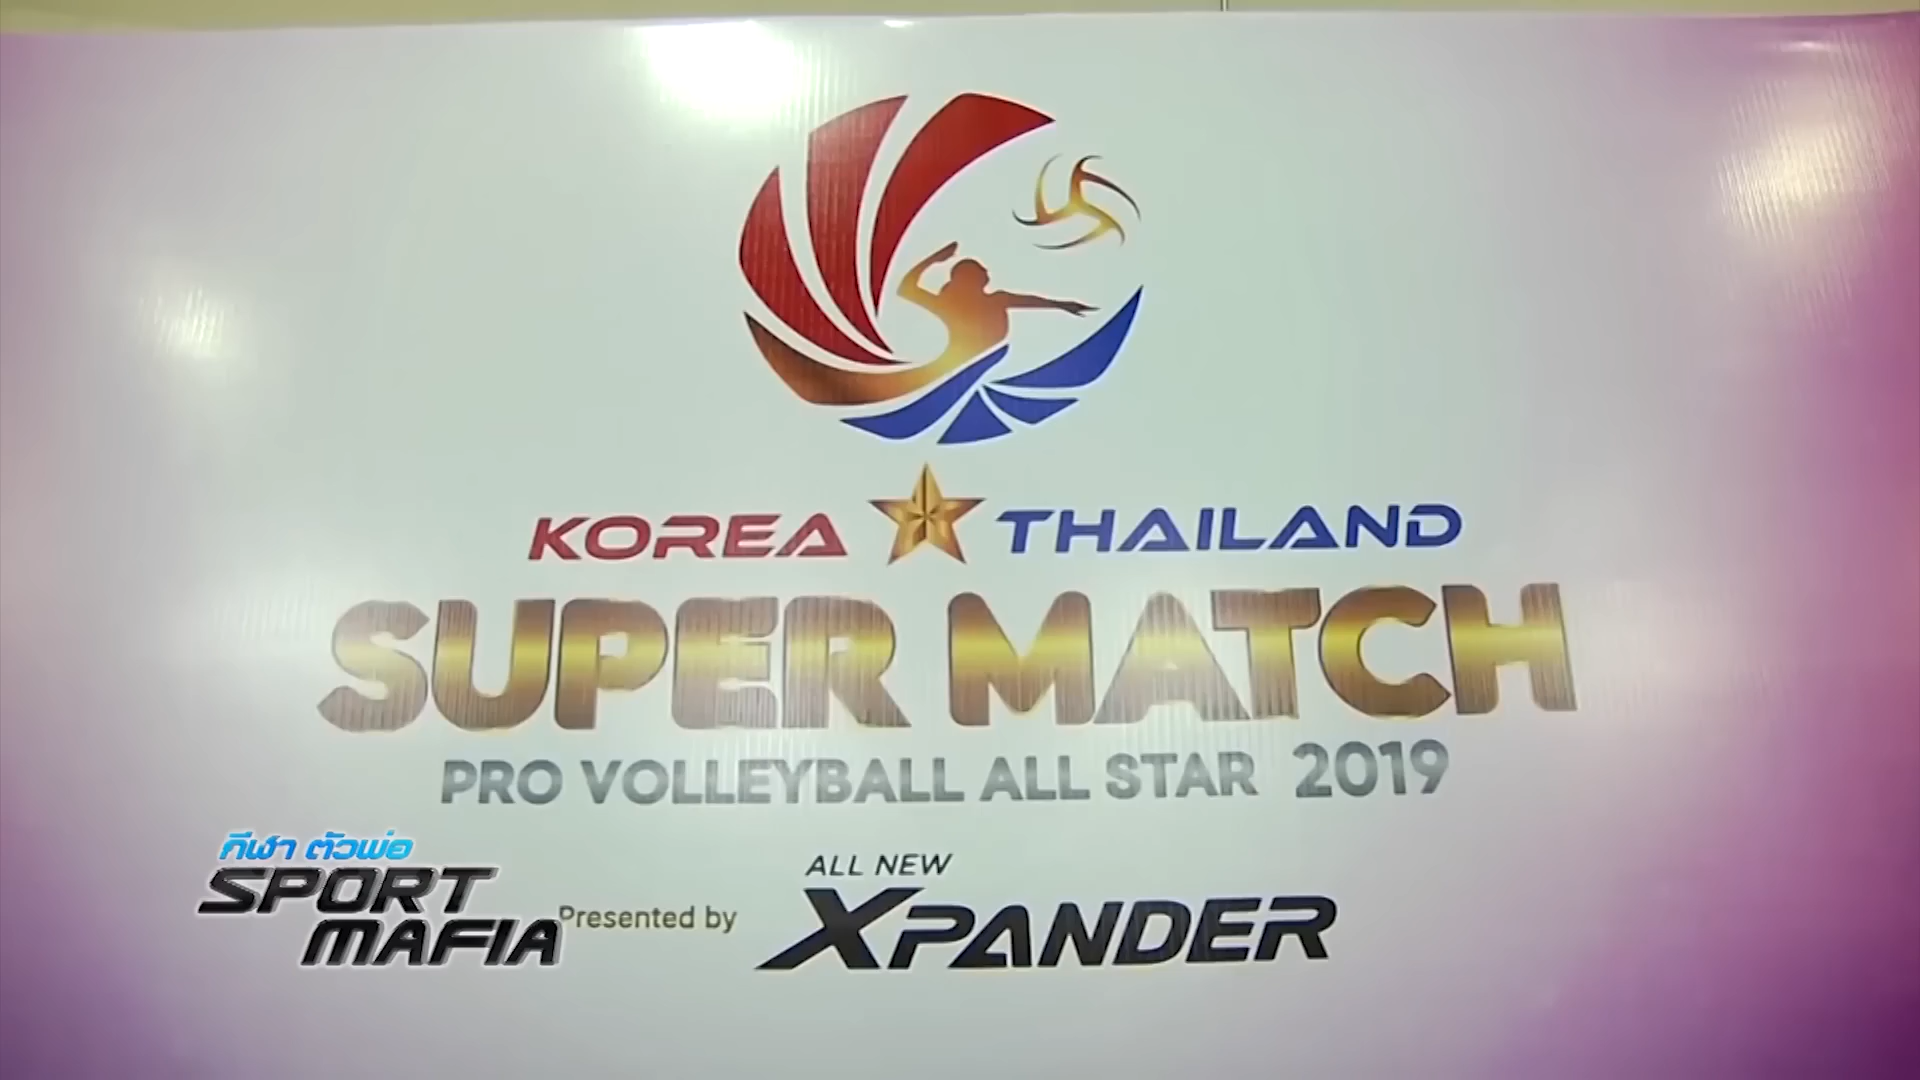 KOREA THAILAND
SUPER MATCH
PRO VOLLEYBALL ALL STAR 2019
กีฬา ตัวพ่อ
SPORT
MAFIA
Presented by
ALL NEW
XPANDER